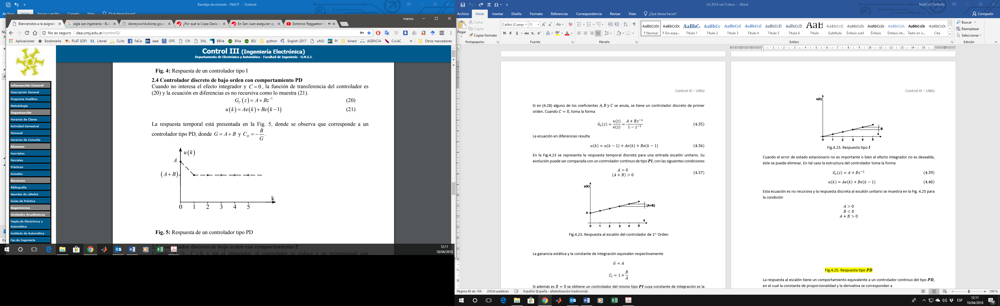 Bandeja de entrada - INAUT - Outlook
Archivo Inicio Enviar y recibir Carpeta Vista ¿Qué desea hacer?
marcos
Bienvenidos a la asignatu
sigla ipe ingenieria - Bus
disneyworld.disney.go.co
¿Por qué la Copa Davis s
En San Juan aseguran qu
Estrenos Reggaeton
No es seguro dea.unsj.edu.ar/control3/
Aplicaciones Bookmarks PLAT SOFI EL Litoral CuYo FaCe ieee GPS CIII SNL BBVa BNa BSJ python English 2017 uNSJ PI kinect AGENCIA CvLAC » Otros marcadores
Control III (Ingeniería Electrónica)
Departamento de Electrónica y Automática - Facultad de Ingeniería - U.N.S.J.
Información General
Descripción General
Programa Analítico
Metodología
Organización
Horarios de Clases
Actividad Semestral
Personal
Horarios de Consulta
Alumnos
Inscriptos
Parciales
Prácticas
Avisador
Recursos
Bibliografía
Apuntes de cátedra
Guías de Práctica
Sugerencias
Unidades Académicas
Depto.de Electrónica y
Automática
Instituto de Automática
Fac.de Ingeniería
Fig. 4: Respuesta de un controlador tipo I
2.4 Controlador discreto de bajo orden con comportamiento PD
Cuando no interesa el efecto integrador y C = 0, la función de transferencia del controlador es
(20) y la ecuación en diferencias es no recursiva como lo muestra (21).
G_C(z) = A + Bz⁻¹ (20)
u(k) = Ae(k) + Be(k−1) (21)
La respuesta temporal está presentada en la Fig. 5, donde se observa que corresponde a un
controlador tipo PD, donde G = A + B y C_D = −B/G.
u(k)
A
(A+B)
k
0 1 2 3 4 5
Fig. 5: Respuesta de un controlador tipo PD
2.5 Controlador discreto de bajo orden con comportamiento P
Cuando B = 0, C = 0 y sin el integrador, el controlador se reduce a un proporcional con
12:11
10/04/2018
cIII 2014 ver15.docx - Word
MaRCoS ToiBeRo
Archivo Inicio Insertar Diseño Formato Referencias Correspondencia Revisar Vista ¿Qué desea hacer? Compartir
Pegar
Cortar
Copiar
Copiar formato
Portapapeles
Calibri (Cuerpo 11
N K S abc x₂ x²
Fuente
Párrafo
AaBbCcDc ¶ Normal
AaBbCcDc ¶ Sin espa...
AaBbC Título 1
AaBbCc Título 2
AaBbCcI Título 3
AaBbCcL Título 4
AaBbCcD Título 5
AaBbCcD Título 6
AaB Título
AaBbCcC Subtítulo
AaBbCcDc Énfasis sutil
AaBbCcDc Énfasis
AaBbCcDc Énfasis int...
AaBbCcDc Texto en n...
AaBbCcDc Cita
Estilos
Buscar
Reemplazar
Seleccionar
Edición
Control III – UNSJ
Si en (4.28) alguno de los coeficientes A, B y C se anula, se tiene un controlador discreto de primer
orden. Cuando C = 0, toma la forma
G_e(z) = u(z)/e(z) = (A + Bz⁻¹)/(1 − z⁻¹) (4.35)
La ecuación en diferencias resulta
u(k) = u(k − 1) + Ae(k) + Be(k − 1) (4.36)
En la Fig.4.23 se representa la respuesta temporal discreta para una entrada escalón unitario. Su
evolución puede ser comparada con un controlador continuo de tipo PI, con las siguientes condiciones
A > 0
(A + B) > 0 (4.37)
u(k)
(A+B)
A
k
0 1 2 3 4 5
Fig.4.23. Respuesta al escalón del controlador de 1er Orden
La ganancia estática y la constante de integración equivalen respectivamente
G = A
C_I = 1 + B/A
Si además es B = 0 se obtiene un controlador del mismo tipo PI cuya constante de integración es la
Control III – UNSJ
u(k)
B
k
0 1 2 3 4 5
Fig.4.23. Respuesta tipo I
Cuando el error de estado estacionario no es importante o bien el efecto integrador no es deseable,
éste se puede eliminar. En tal caso la estructura del controlador toma la forma
G_e(z) = A + Bz⁻¹ (4.39)
u(k) = Ae(k) + Be(k − 1) (4.40)
Esta ecuación es no recursiva y la respuesta discreta al escalón unitario se muestra en la Fig. 4.25 para
la condición
A > 0
B < 0
A + B > 0
Fig.4.25. Respuesta tipo PD
La respuesta al escalón tiene un comportamiento equivalente a un controlador continuo del tipo PD,
en el cual la constante de proporcionalidad y la derivativa se corresponden a
Página 88 de 109 20524 palabras Español (España - alfabetización tradicional) 100 %
ESP
12:11
10/04/2018
19